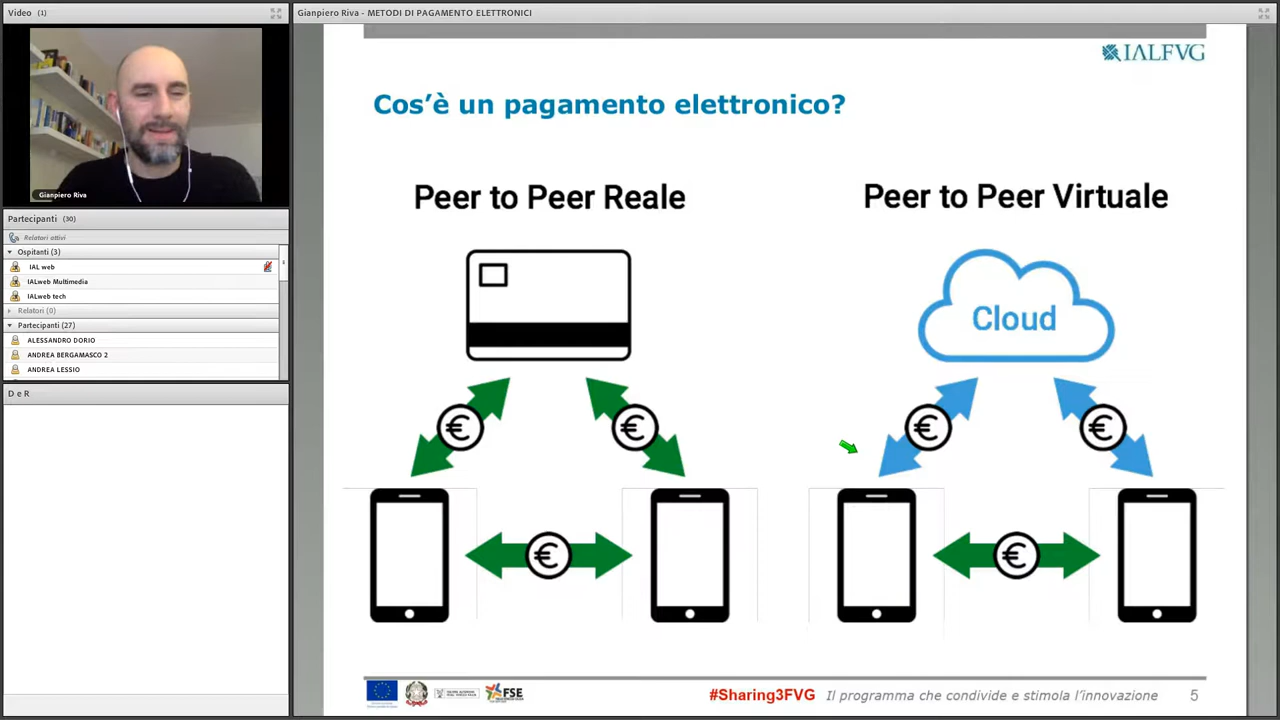 Video (1)
Gianpiero Riva
Partecipanti (30)
Relatori attivi
Ospitanti (3)
IAL web
IALweb Multimedia
IALweb tech
Relatori (0)
Partecipanti (27)
ALESSANDRO DORIO
ANDREA BERGAMASCO 2
ANDREA LESSIO
D e R
Gianpiero Riva - METODI DI PAGAMENTO ELETTRONICI
IALFVG
Cos'è un pagamento elettronico?
Peer to Peer Reale
€ €
€
Peer to Peer Virtuale
Cloud
€ €
€
FSE
#Sharing3FVG Il programma che condivide e stimola l'innovazione 5